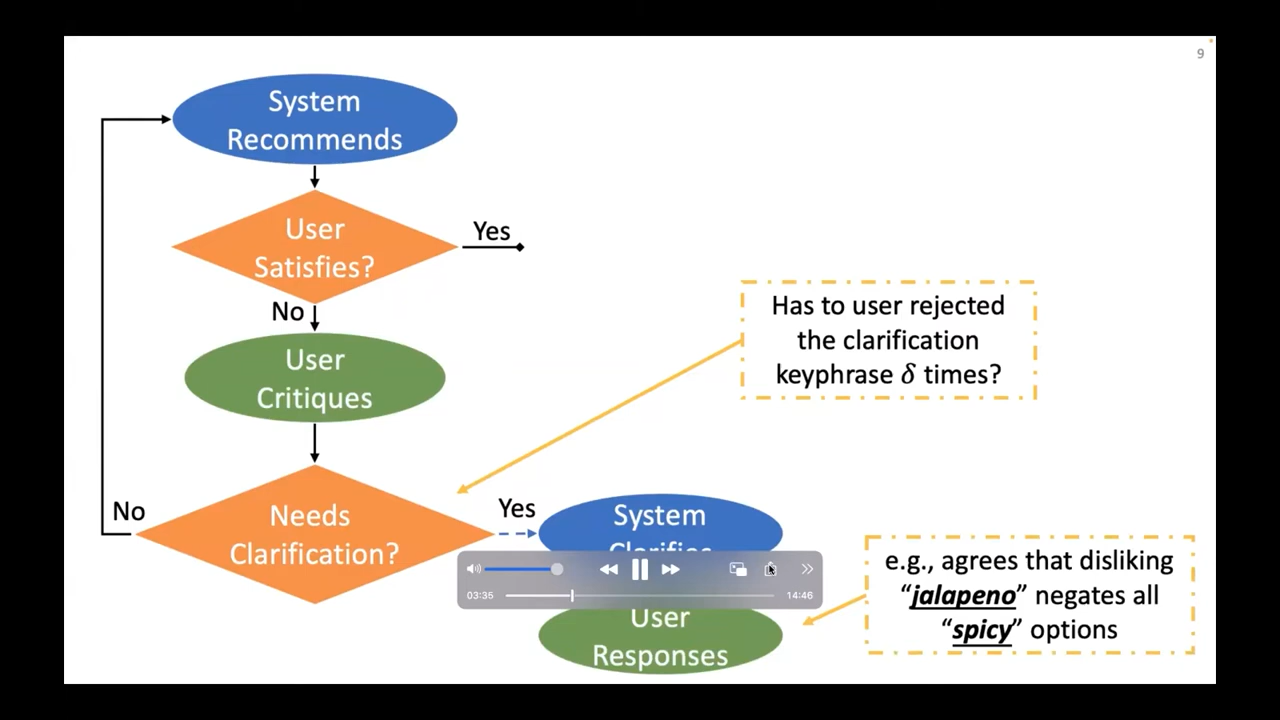 9
System
Recommends
User
Satisfies?
Yes
No
User
Critiques
Has to user rejected
the clarification
keyphrase δ times?
No
Needs
Clarification?
Yes
System
Clarifies
e.g., agrees that disliking
“jalapeno” negates all
“spicy” options
03:35
14:46
User
Responses